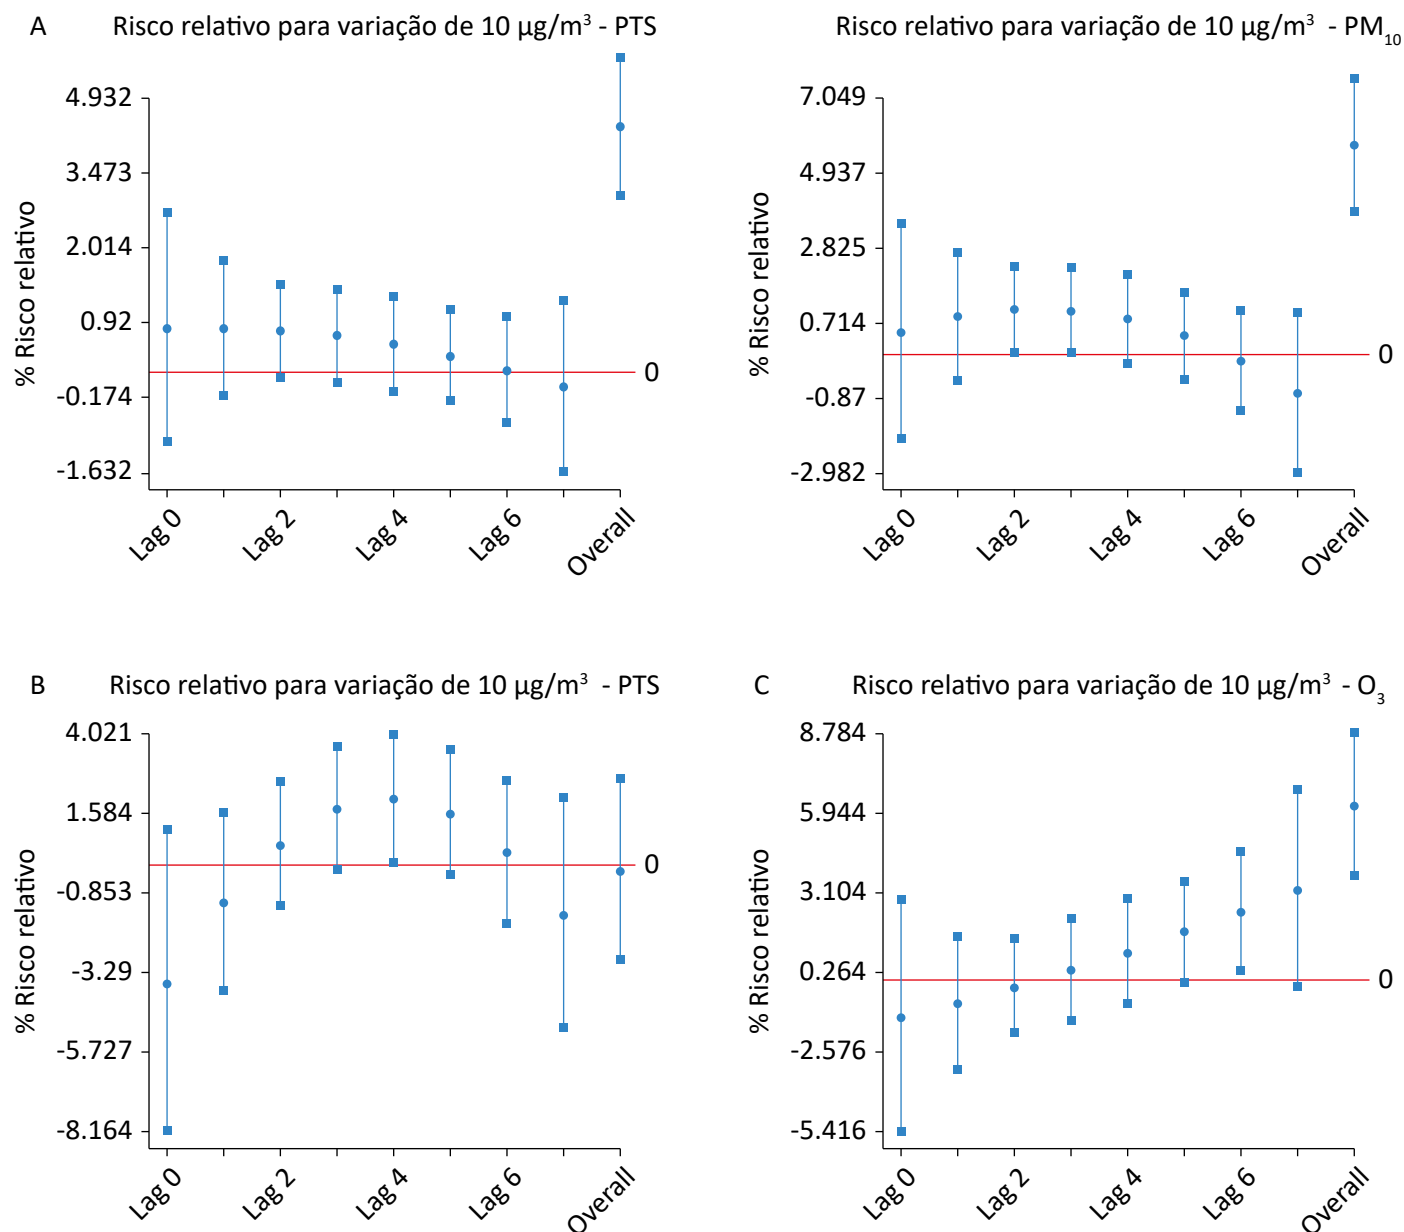 A
Risco relativo para variação de 10 µg/m³ - PTS
% Risco relativo
4.932
3.473
2.014
0.92
-0.174
-1.632
0
Lag 0
Lag 2
Lag 4
Lag 6
Overall
Risco relativo para variação de 10 µg/m³ - PM₁₀
% Risco relativo
7.049
4.937
2.825
0.714
-0.87
-2.982
0
Lag 0
Lag 2
Lag 4
Lag 6
Overall
B
Risco relativo para variação de 10 µg/m³ - PTS
% Risco relativo
4.021
1.584
-0.853
-3.29
-5.727
-8.164
0
Lag 0
Lag 2
Lag 4
Lag 6
Overall
C
Risco relativo para variação de 10 µg/m³ - O₃
% Risco relativo
8.784
5.944
3.104
0.264
-2.576
-5.416
0
Lag 0
Lag 2
Lag 4
Lag 6
Overall